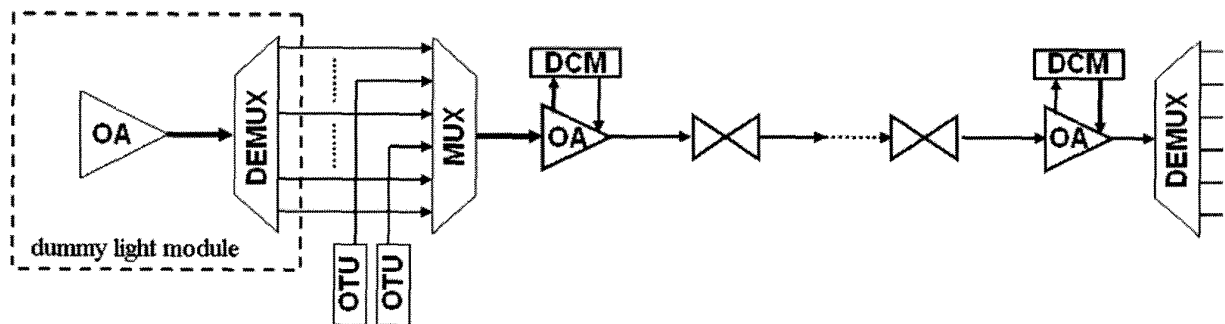 OA
DEMUX
dummy light module
OTU
OTU
MUX
DCM
OA
DCM
OA
DEMUX